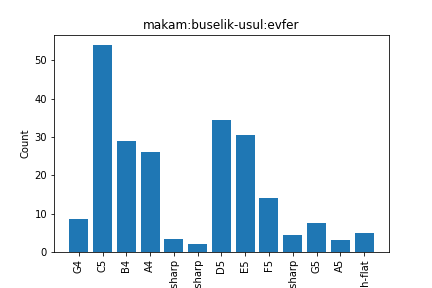 makam:buselik-usul:evfer
Count
50
40
30
20
10
0
G4
C5
B4
A4
sharp
sharp
D5
E5
F5
sharp
G5
A5
h-flat